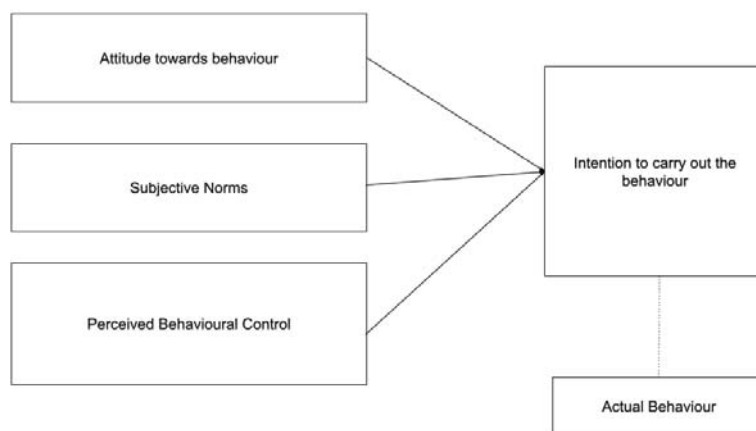 Attitude towards behaviour
Subjective Norms
Perceived Behavioural Control
Intention to carry out the
behaviour
Actual Behaviour